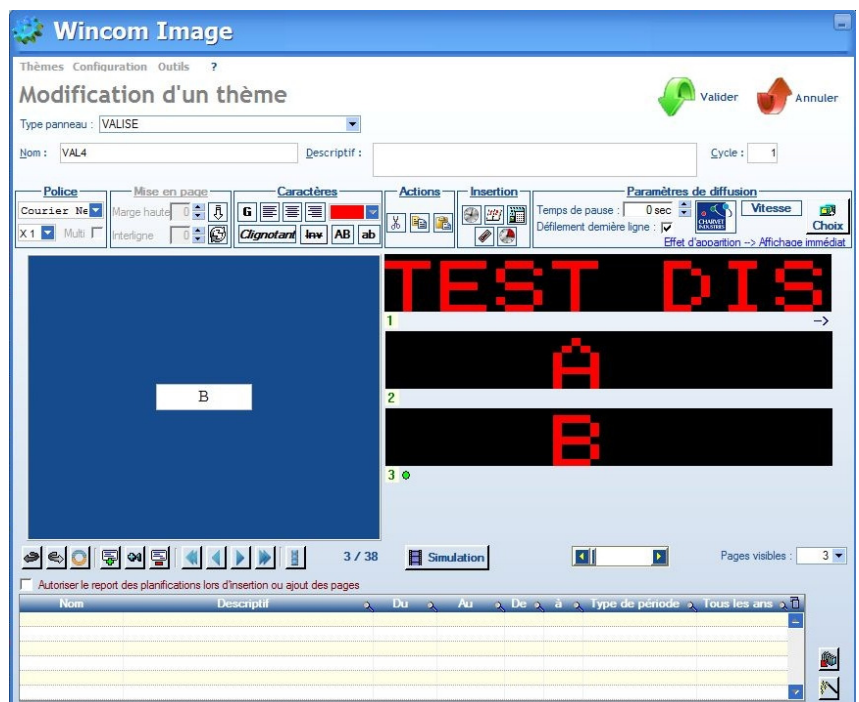 Wincom Image
Thèmes Configuration Outils ?
Modification d'un thème
Valider
Annuler
Type panneau : VALISE
Nom : VAL4
Descriptif :
Cycle : 1
Police
Mise en page
Caractères
Actions
Insertion
Paramètres de diffusion
Courier Ne
Marge haute 0
G
Temps de pause : 0 sec
CHARVET INDUSTRIES
Vitesse
Choix
X 1
Multi
Interligne 0
Clignotant
Inv
AB
ab
Défilement dernière ligne :
Effet d'apparition --> Affichage immédiat
TEST DIS
1
-->
A
2
B
B
3
3 / 38
Simulation
Pages visibles : 3
Autoriser le report des planifications lors d'insertion ou ajout des pages
Nom Descriptif Du Au De à Type de période Tous les ans